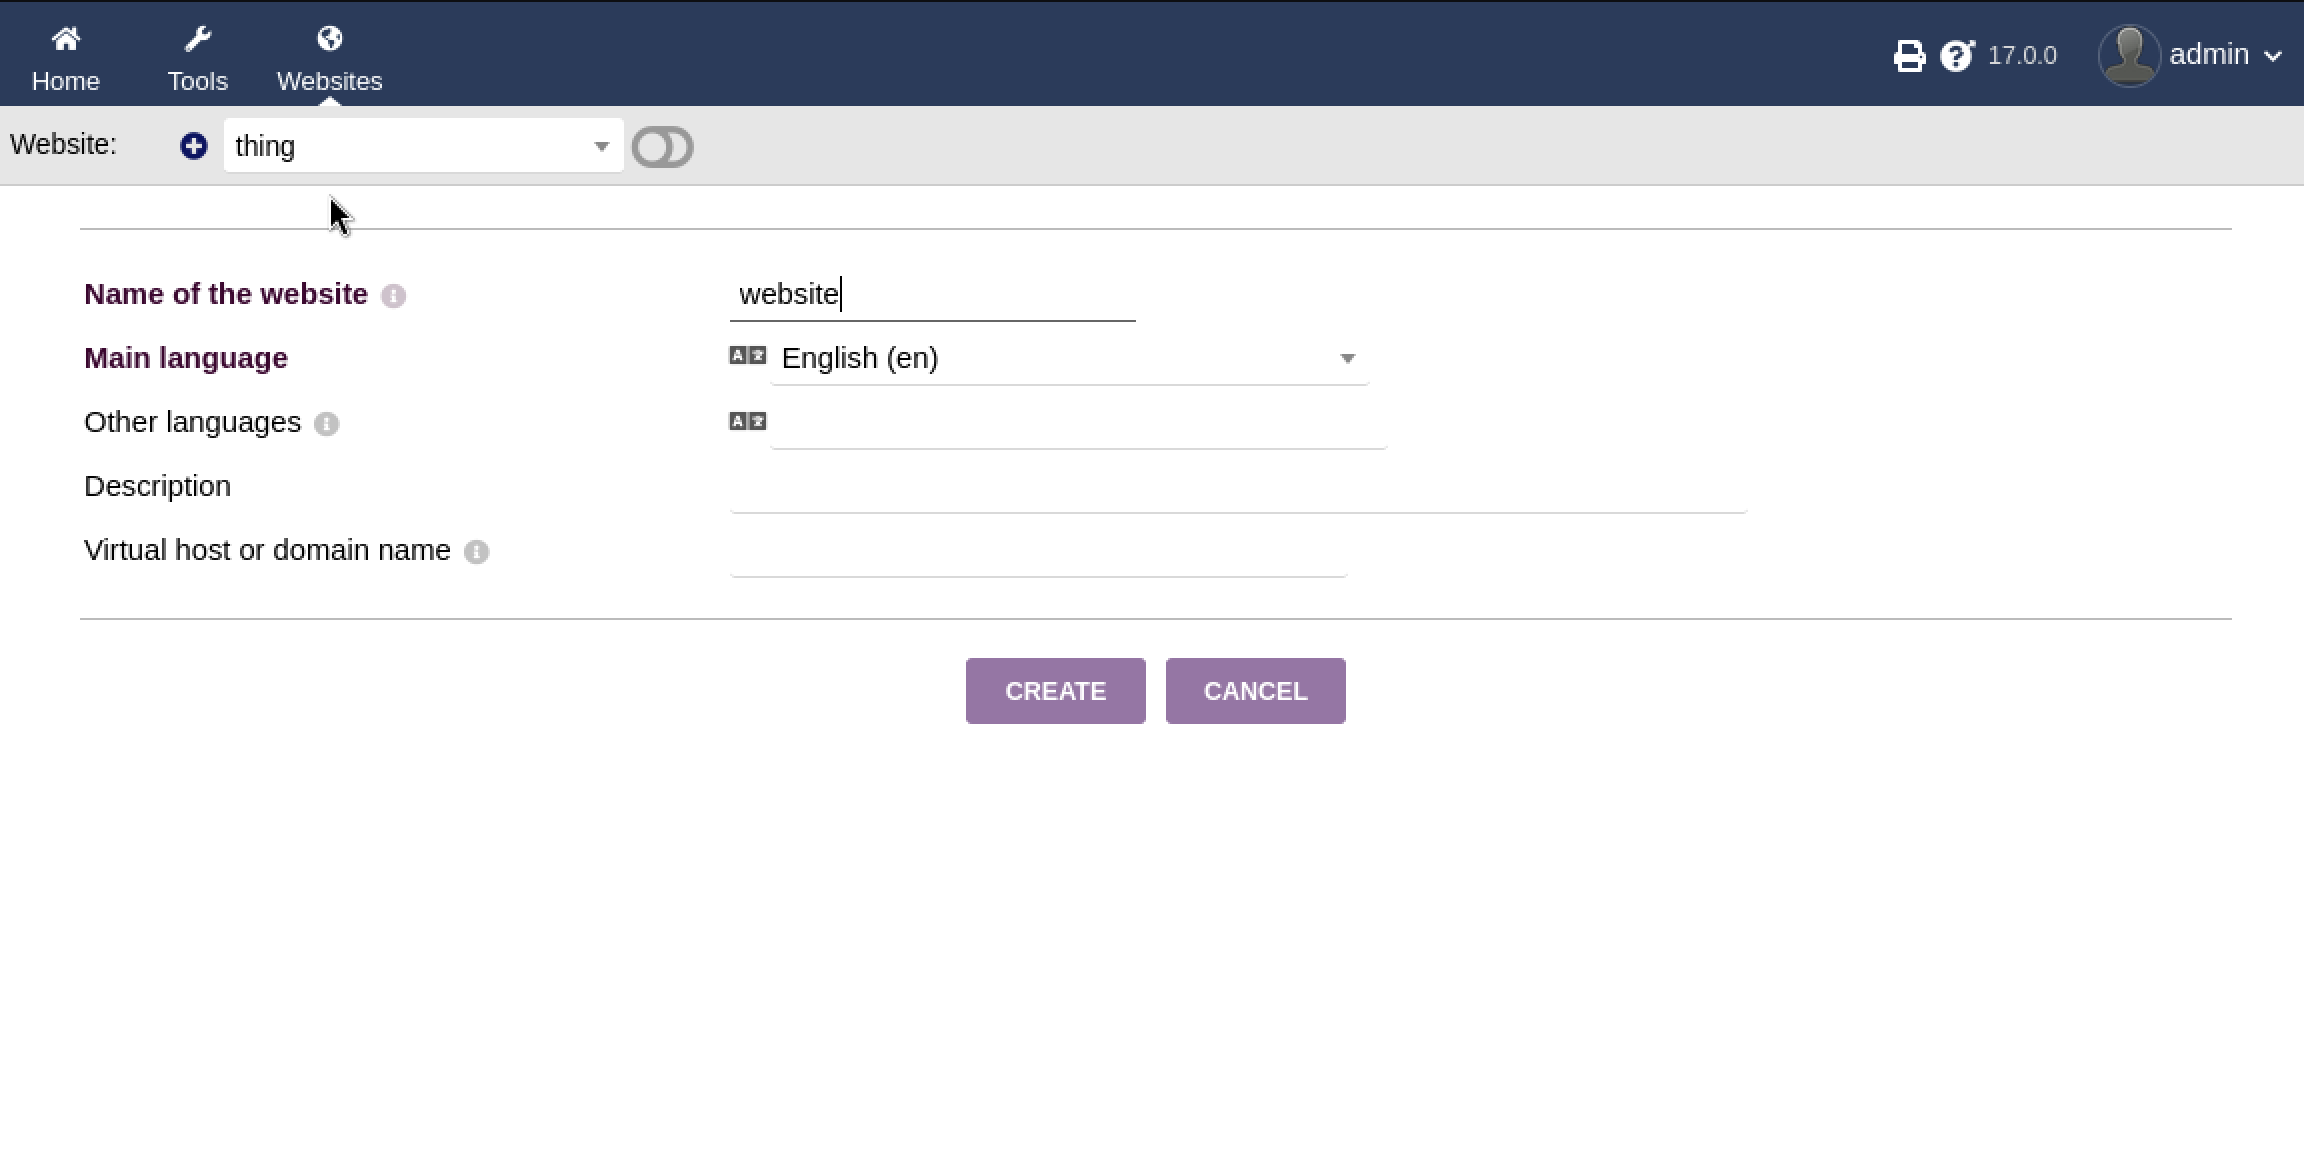 Home Tools Websites 17.0.0 admin
Website: thing
Name of the website website
Main language English (en)
Other languages
Description
Virtual host or domain name
CREATE CANCEL